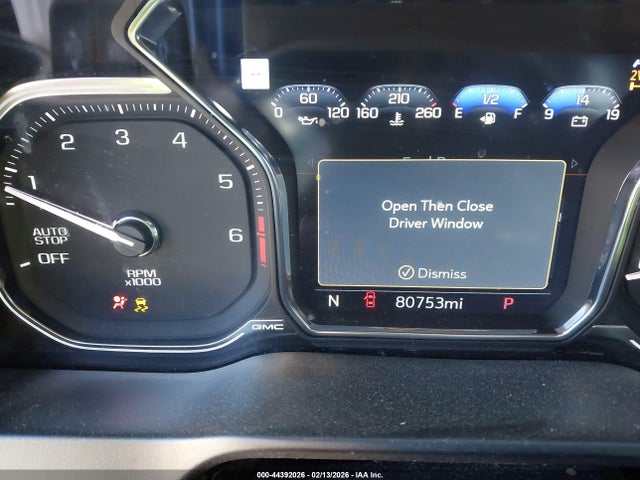 60 210 1/2 14
0 120 160 260 E F 9 19
1 2 3 4 5 6
AUTO
STOP
OFF
RPM
x1000
GMC
Open Then Close
Driver Window
Dismiss
N 80753mi P
000-44392026 - 02/13/2026 - IAA Inc.